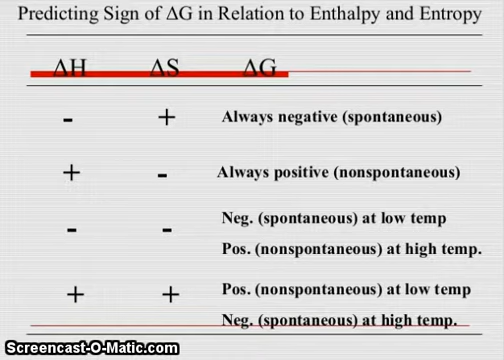 Predicting Sign of ΔG in Relation to Enthalpy and Entropy
ΔH ΔS ΔG
- + Always negative (spontaneous)
+ - Always positive (nonspontaneous)
- - Neg. (spontaneous) at low temp
Pos. (nonspontaneous) at high temp.
+ + Pos. (nonspontaneous) at low temp
Neg. (spontaneous) at high temp.
Screencast-O-Matic.com